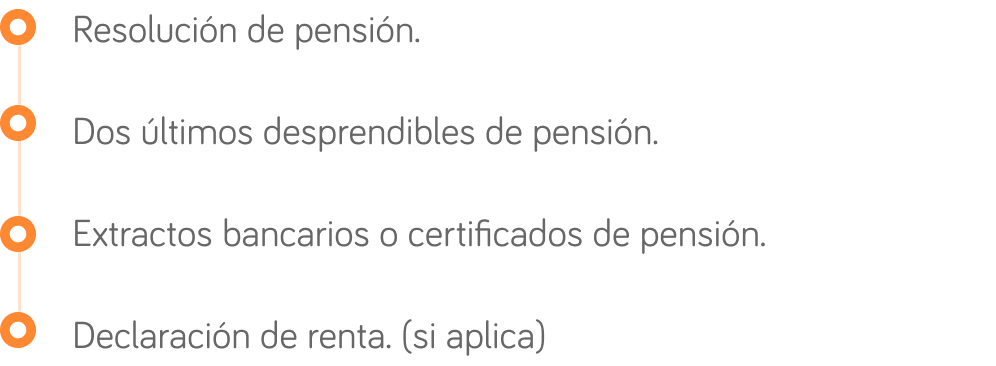 Resolución de pensión.
Dos últimos desprendibles de pensión.
Extractos bancarios o certificados de pensión.
Declaración de renta. (si aplica)